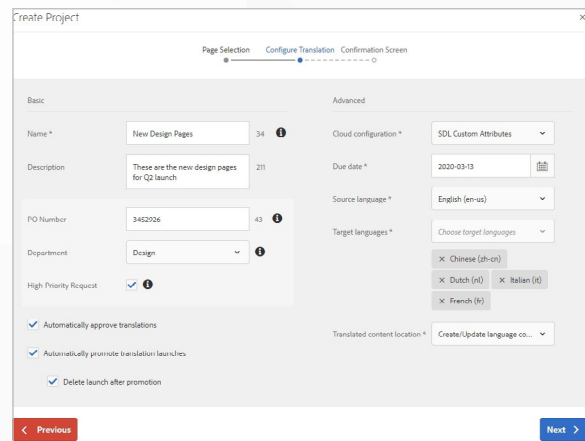 Create Project
×
Page Selection Configure Translation Confirmation Screen
Basic
Name * New Design Pages 34
Description These are the new design pages 211
for Q2 launch
PO Number 3452926 43
Department Design
High Priority Request
Automatically approve translations
Automatically promote translation launches
Delete launch after promotion
Advanced
Cloud configuration * SDL Custom Attributes
Due date * 2020-03-13
Source language * English (en-us)
Target languages * Choose target languages
× Chinese (zh-cn)
× Dutch (nl) × Italian (it)
× French (fr)
Translated content location * Create/Update language co...
Previous
Next